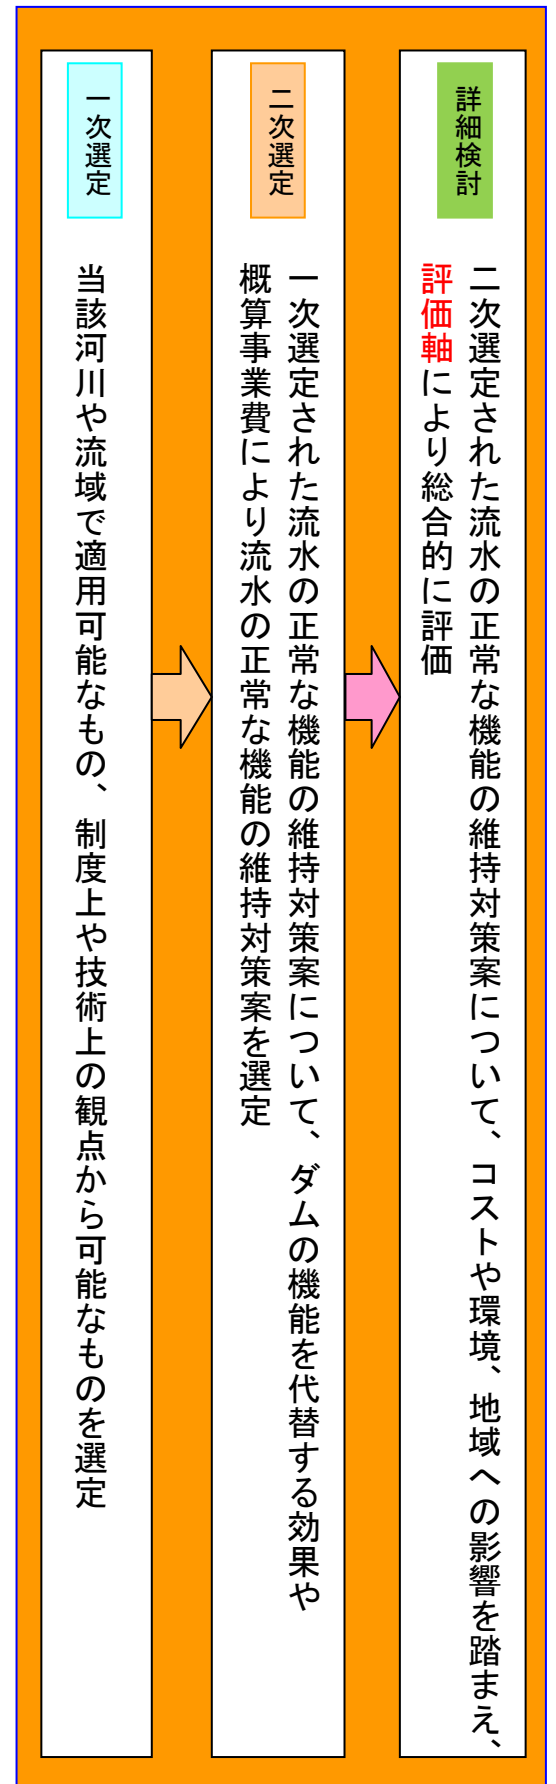 一次選定
当該河川や流域で適用可能なもの、制度上や技術上の観点から可能なものを選定
二次選定
一次選定された流水の正常な機能の維持対策案について、ダムの機能を代替する効果や
概算事業費により流水の正常な機能の維持対策案を選定
詳細検討
二次選定された流水の正常な機能の維持対策案について、コストや環境、地域への影響を踏まえ、
評価軸により総合的に評価